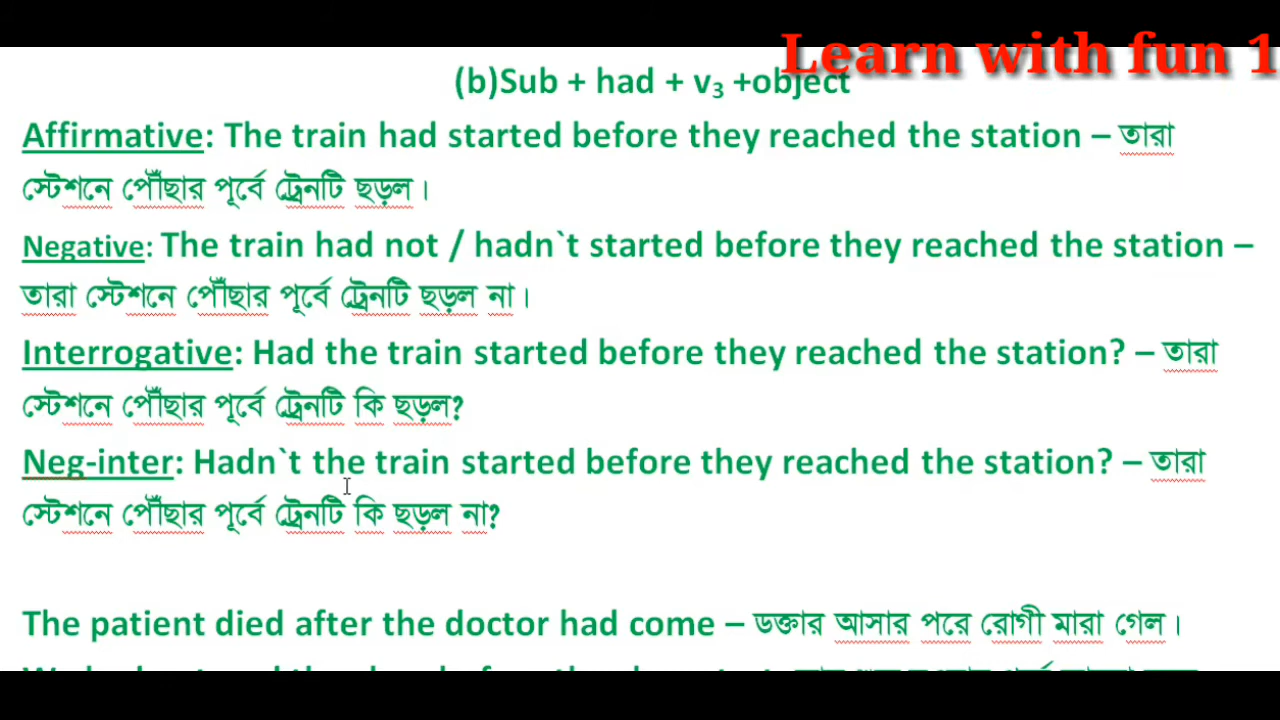 Learn with fun 1
(b)Sub + had + v₃ +object
Affirmative: The train had started before they reached the station – তারা
স্টেশনে পৌঁছার পূর্বে ট্রেনটি ছড়ল।
Negative: The train had not / hadn`t started before they reached the station –
তারা স্টেশনে পৌঁছার পূর্বে ট্রেনটি ছড়ল না।
Interrogative: Had the train started before they reached the station? – তারা
স্টেশনে পৌঁছার পূর্বে ট্রেনটি কি ছড়ল?
Neg-inter: Hadn`t the train started before they reached the station? – তারা
স্টেশনে পৌঁছার পূর্বে ট্রেনটি কি ছড়ল না?
The patient died after the doctor had come – ডক্তার আসার পরে রোগী মারা গেল।